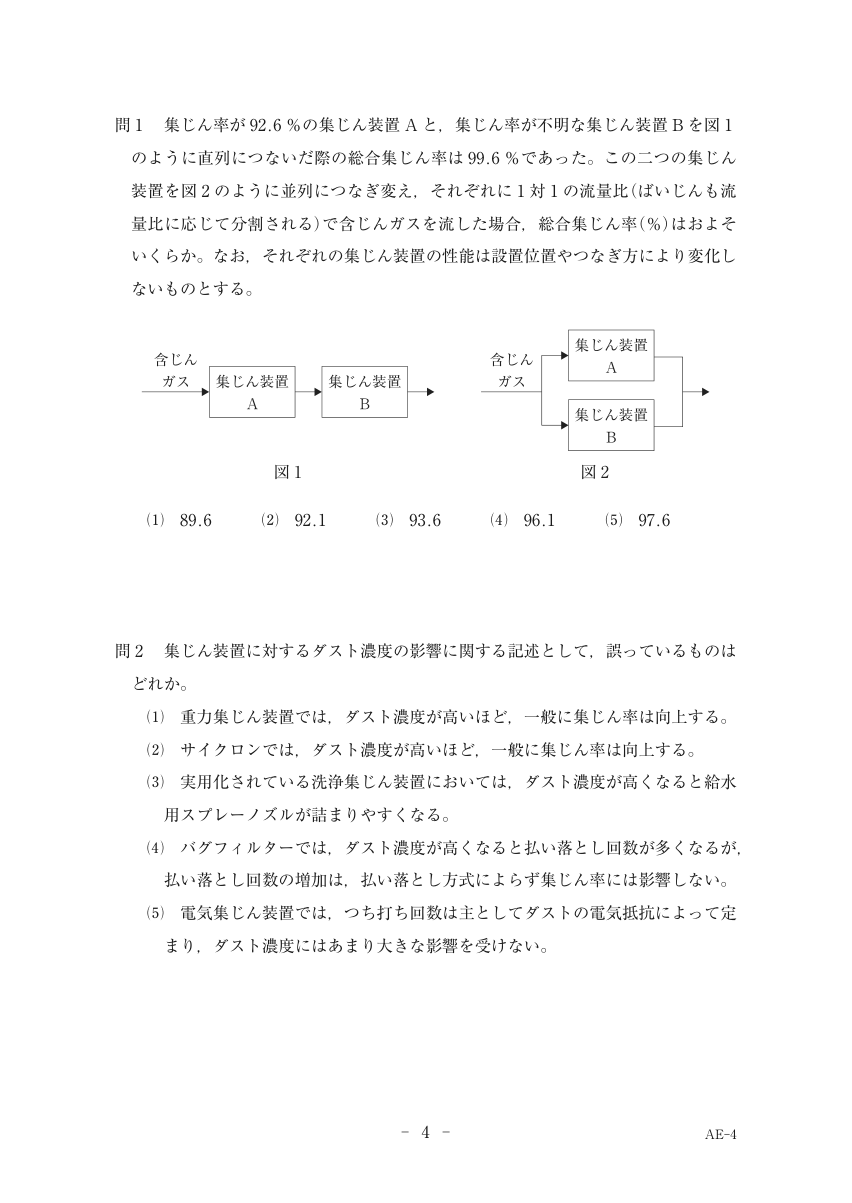 問１　集じん率が 92.6 %の集じん装置 A と，集じん率が不明な集じん装置 B を図１
のように直列につないだ際の総合集じん率は 99.6 %であった。この二つの集じん
装置を図２のように並列につなぎ変え，それぞれに１対１の流量比(ばいじんも流
量比に応じて分割される)で含じんガスを流した場合，総合集じん率(%)はおよそ
いくらか。なお，それぞれの集じん装置の性能は設置位置やつなぎ方により変化し
ないものとする。
含じん
ガス
集じん装置
A
集じん装置
B
図１
含じん
ガス
集じん装置
A
集じん装置
B
図２
⑴　89.6　　⑵　92.1　　⑶　93.6　　⑷　96.1　　⑸　97.6
問２　集じん装置に対するダスト濃度の影響に関する記述として，誤っているものは
どれか。
⑴　重力集じん装置では，ダスト濃度が高いほど，一般に集じん率は向上する。
⑵　サイクロンでは，ダスト濃度が高いほど，一般に集じん率は向上する。
⑶　実用化されている洗浄集じん装置においては，ダスト濃度が高くなると給水
用スプレーノズルが詰まりやすくなる。
⑷　バグフィルターでは，ダスト濃度が高くなると払い落とし回数が多くなるが，
払い落とし回数の増加は，払い落とし方式によらず集じん率には影響しない。
⑸　電気集じん装置では，つち打ち回数は主としてダストの電気抵抗によって定
まり，ダスト濃度にはあまり大きな影響を受けない。
− 4 −
AE−4